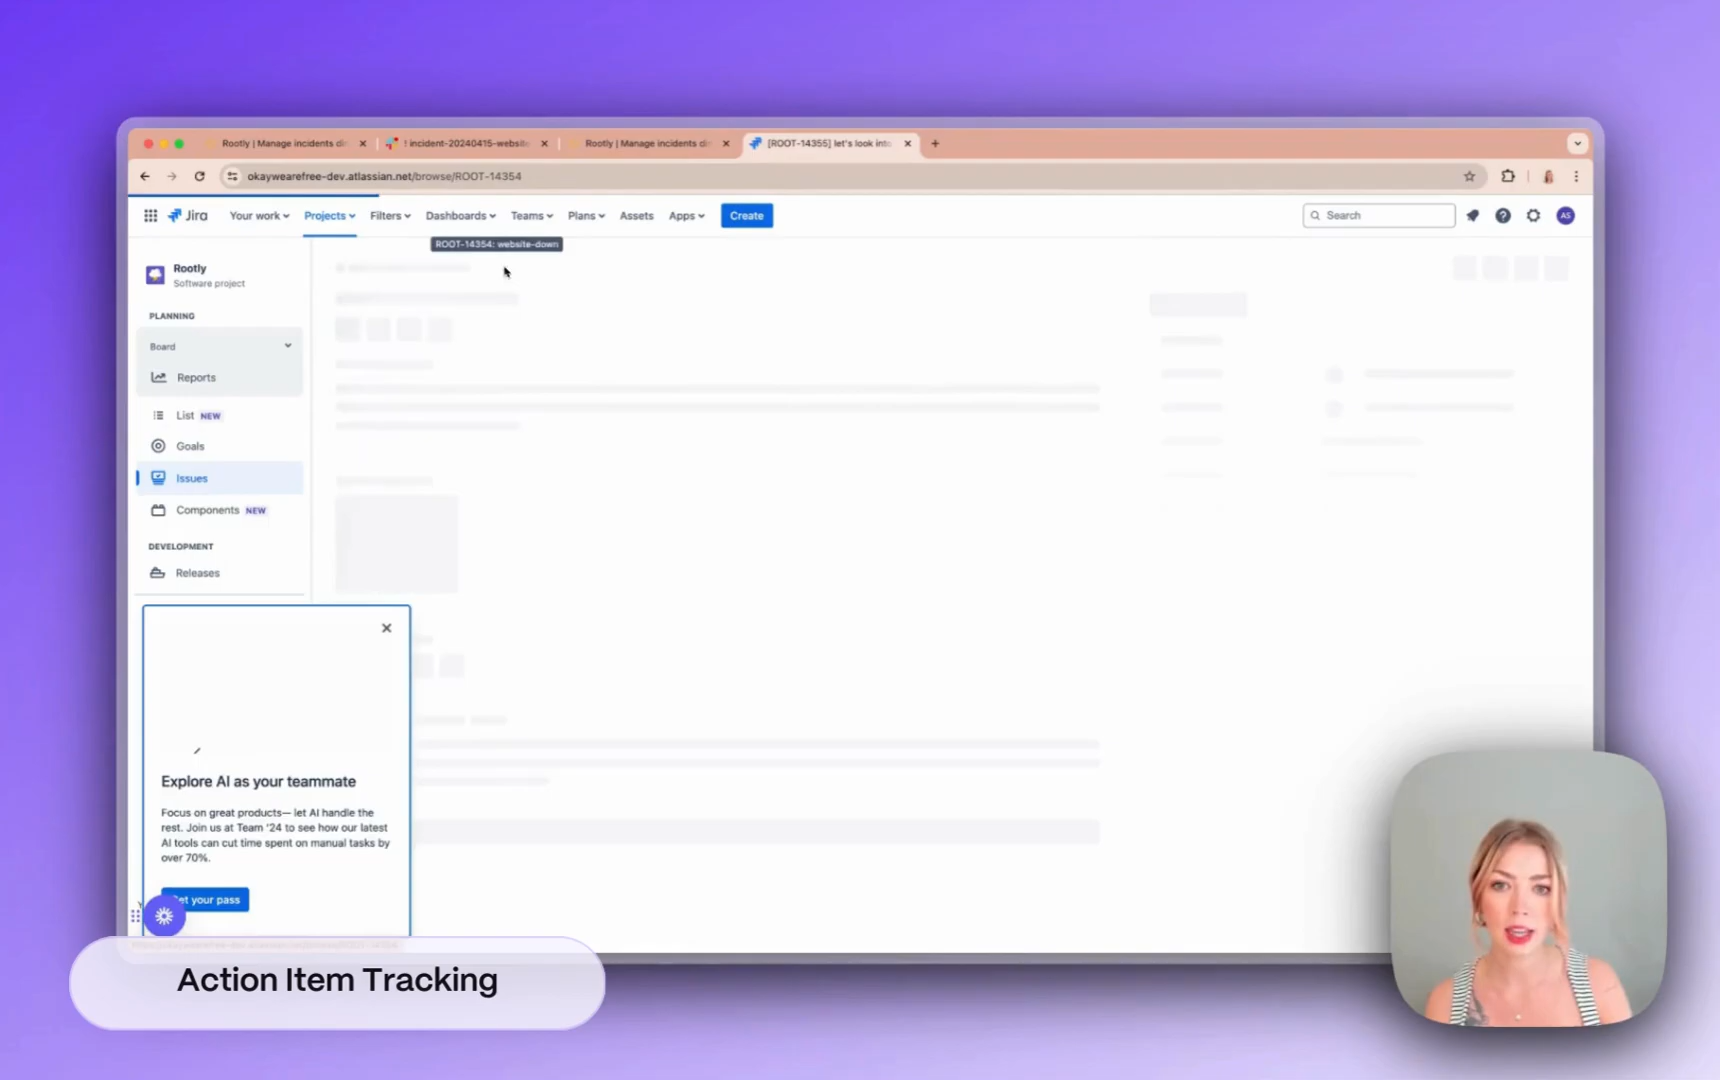 Rootly | Manage incidents dir
! incident-20240415-website
Rootly | Manage incidents dir
[ROOT-14355] let's look into
okaywearefree-dev.atlassian.net/browse/ROOT-14354
Jira
Your work
Projects
Filters
Dashboards
Teams
Plans
Assets
Apps
Create
Search
AS
ROOT-14354: website-down
Rootly
Software project
PLANNING
Board
Reports
List NEW
Goals
Issues
Components NEW
DEVELOPMENT
Releases
Explore AI as your teammate
Focus on great products— let AI handle the
rest. Join us at Team '24 to see how our latest
AI tools can cut time spent on manual tasks by
over 70%.
et your pass
Action Item Tracking